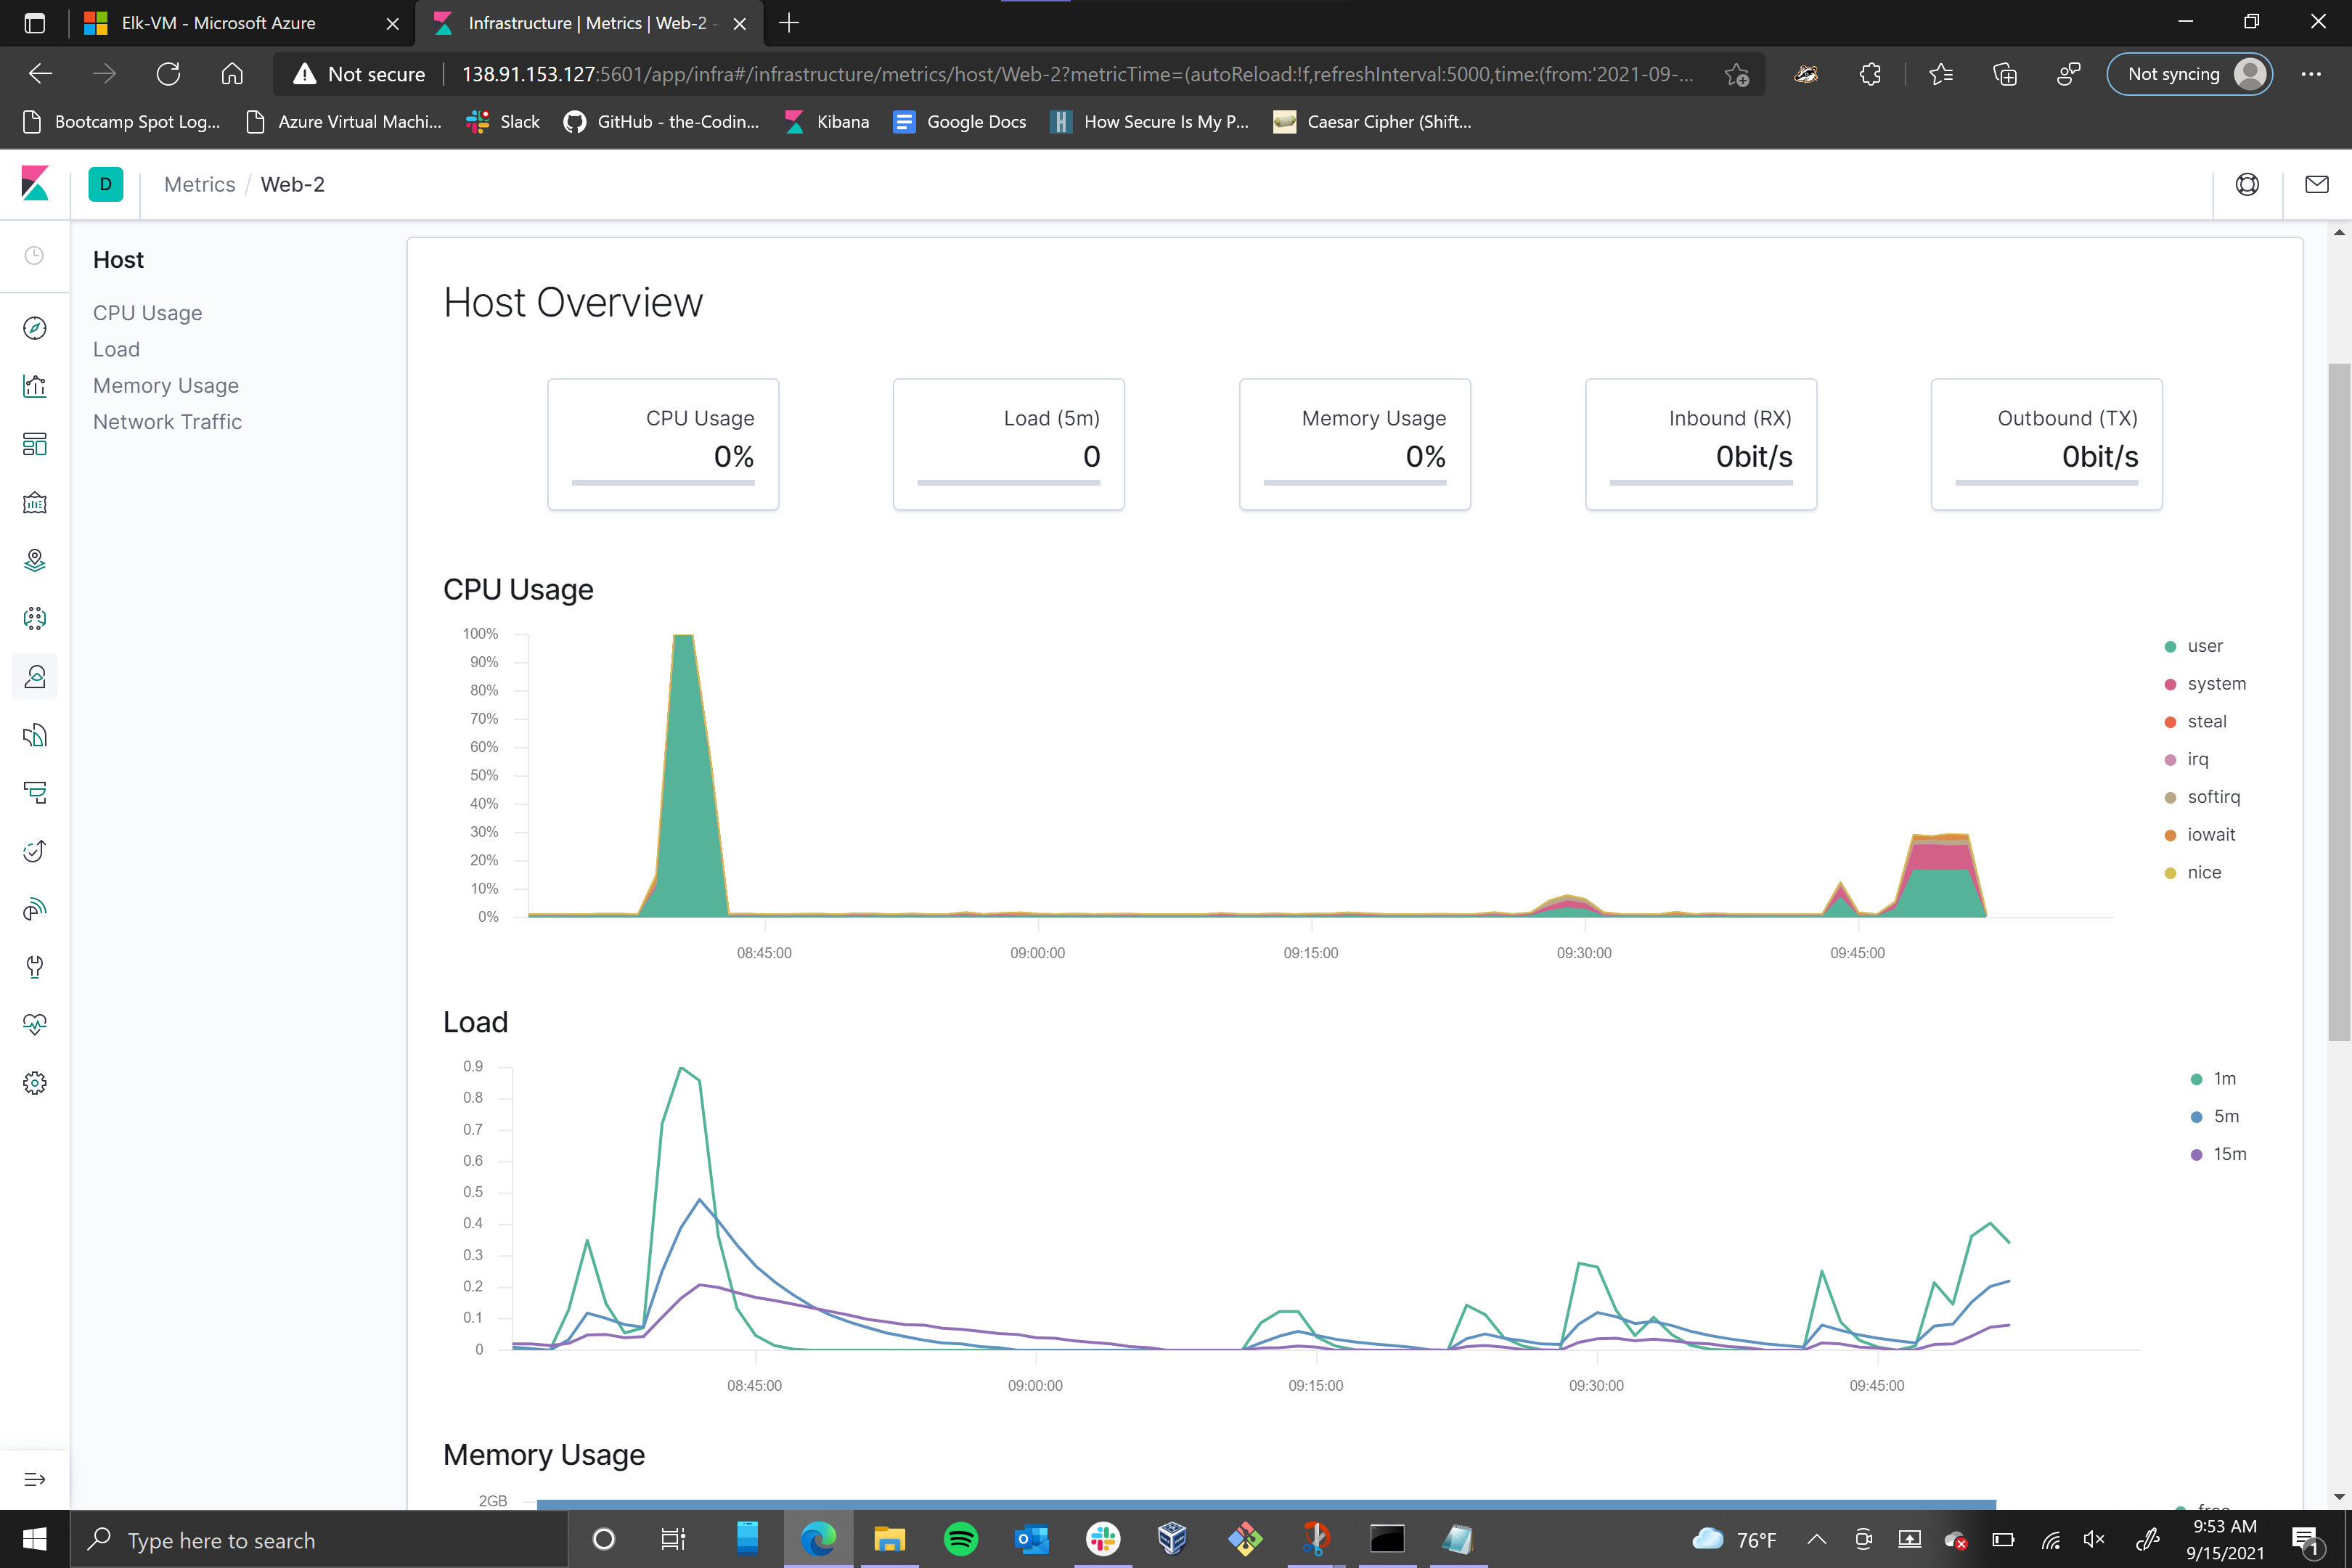 Elk-VM - Microsoft Azure
Infrastructure | Metrics | Web-2 -
Not secure
138.91.153.127:5601/app/infra#/infrastructure/metrics/host/Web-2?metricTime=(autoReload:!f,refreshInterval:5000,time:(from:'2021-09-...
Not syncing
Bootcamp Spot Log...
Azure Virtual Machi...
Slack
GitHub - the-Codin...
Kibana
Google Docs
How Secure Is My P...
Caesar Cipher (Shift...
D
Metrics / Web-2
Host
CPU Usage
Load
Memory Usage
Network Traffic
Host Overview
CPU Usage
0%
Load (5m)
0
Memory Usage
0%
Inbound (RX)
0bit/s
Outbound (TX)
0bit/s
CPU Usage
100%
90%
80%
70%
60%
50%
40%
30%
20%
10%
0%
08:45:00
09:00:00
09:15:00
09:30:00
09:45:00
user
system
steal
irq
softirq
iowait
nice
Load
0.9
0.8
0.7
0.6
0.5
0.4
0.3
0.2
0.1
0
08:45:00
09:00:00
09:15:00
09:30:00
09:45:00
1m
5m
15m
Memory Usage
2GB
free
Type here to search
76°F
9:53 AM
9/15/2021
1